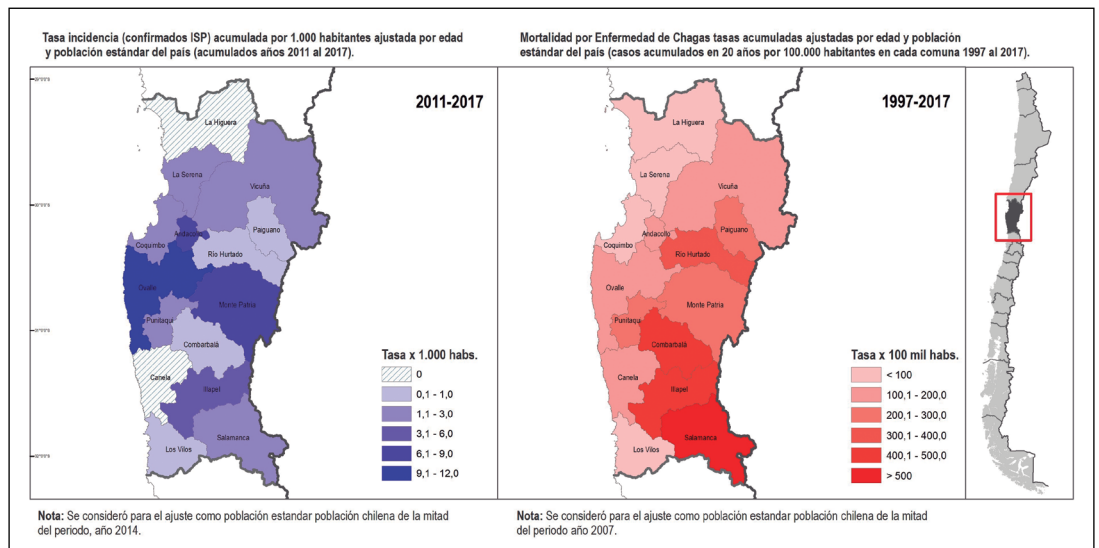 Tasa incidencia (confirmados ISP) acumulada por 1.000 habitantes ajustada por edad
y población estándar del país (acumulados años 2011 al 2017).
2011-2017
La Higuera
La Serena
Vicuña
Paiguano
Andacollo
Coquimbo
Río Hurtado
Ovalle
Monte Patria
Punitaqui
Combarbalá
Canela
Illapel
Salamanca
Los Vilos
Tasa x 1.000 habs.
0
0,1 - 1,0
1,1 - 3,0
3,1 - 6,0
6,1 - 9,0
9,1 - 12,0
Nota: Se consideró para el ajuste como población estandar población chilena de la mitad
del periodo, año 2014.
Mortalidad por Enfermedad de Chagas tasas acumuladas ajustadas por edad y población
estándar del país (casos acumulados en 20 años por 100.000 habitantes en cada comuna 1997 al 2017).
1997-2017
La Higuera
La Serena
Vicuña
Paiguano
Andacollo
Coquimbo
Río Hurtado
Ovalle
Monte Patria
Punitaqui
Combarbalá
Canela
Illapel
Salamanca
Los Vilos
Tasa x 100 mil habs.
< 100
100,1 - 200,0
200,1 - 300,0
300,1 - 400,0
400,1 - 500,0
> 500
Nota: Se consideró para el ajuste como población estandar población chilena de la mitad
del periodo año 2007.